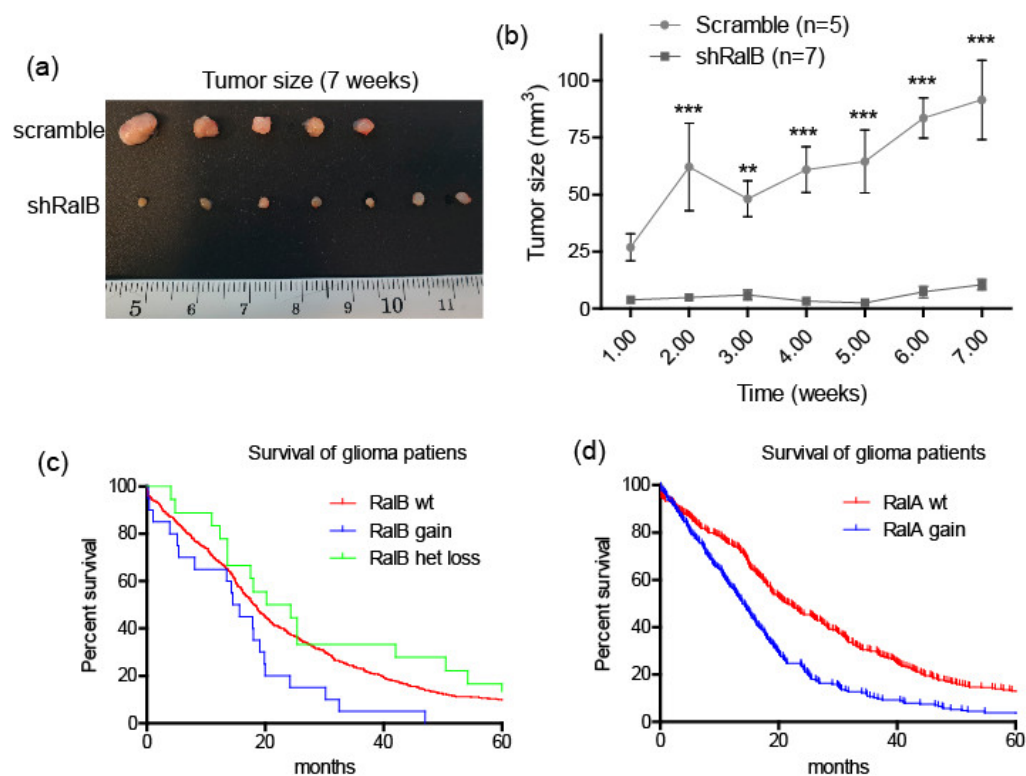 (a)
Tumor size (7 weeks)
scramble
shRalB
5 6 7 8 9 10 11
(b)
Scramble (n=5)
shRalB (n=7)
Tumor size (mm3)
100
75
50
25
0
*** ** *** *** *** ***
1.00 2.00 3.00 4.00 5.00 6.00 7.00
Time (weeks)
(c)
Survival of glioma patiens
RalB wt
RalB gain
RalB het loss
Percent survival
100
80
60
40
20
0
0 20 40 60
months
(d)
Survival of glioma patients
RalA wt
RalA gain
Percent survival
100
80
60
40
20
0
0 20 40 60
months